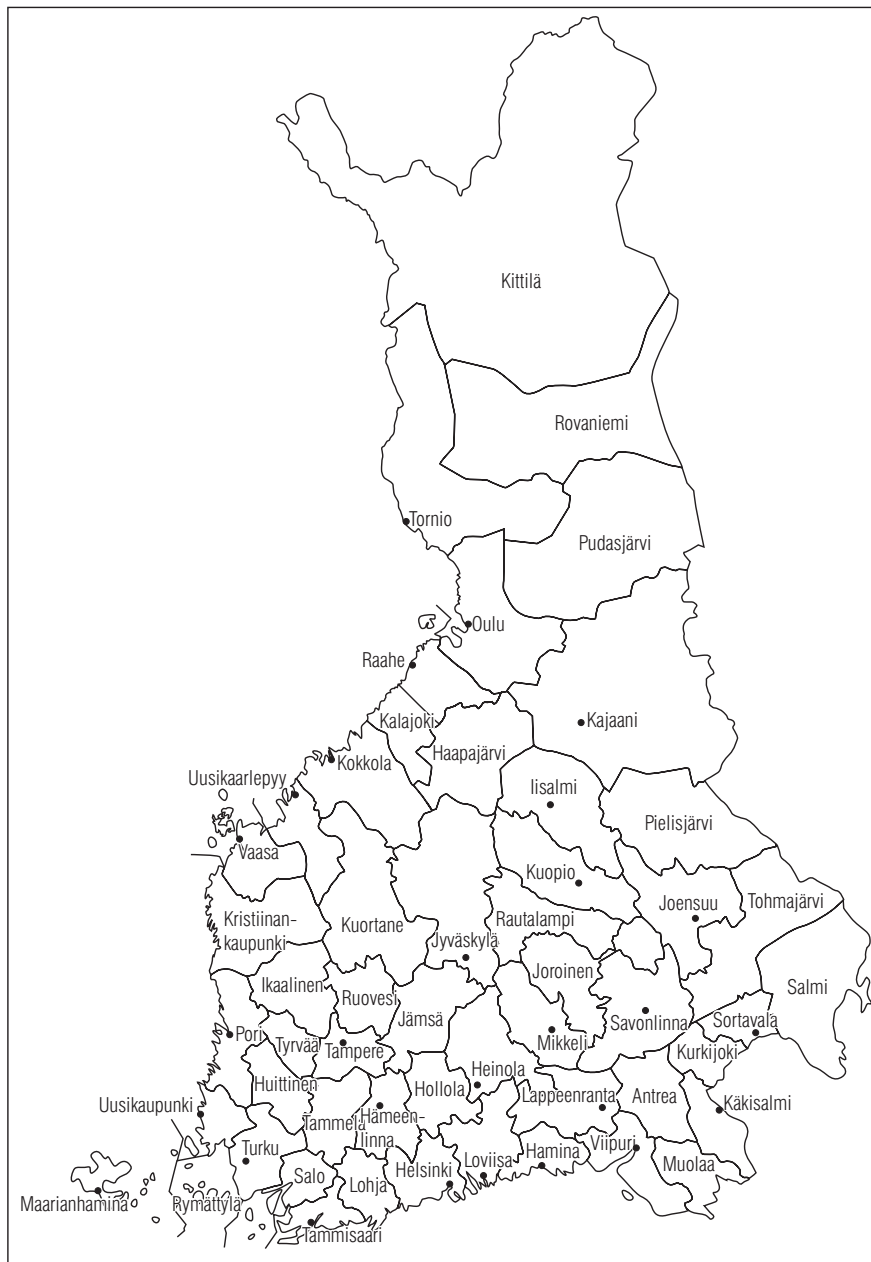 Kittilä
Rovaniemi
Tornio
Pudasjärvi
Oulu
Raahe
Kalajoki
Kajaani
Haapajärvi
Kokkola
Uusikaarlepyy
Iisalmi
Pielisjärvi
Vaasa
Kuopio
Joensuu
Tohmajärvi
Kristiinan-
kaupunki
Kuortane
Rautalampi
Jyväskylä
Joroinen
Ikaalinen
Ruovesi
Salmi
Jämsä
Savonlinna
Sortavala
Pori
Tyrvää
Tampere
Mikkeli
Kurkijoki
Huittinen
Hollola
Heinola
Lappeenranta
Antrea
Käkisalmi
Uusikaupunki
Tammela
Hämeen-
linna
Viipuri
Turku
Salo
Lohja
Helsinki
Loviisa
Hamina
Muolaa
Maarianhamina
Rymättylä
Tammisaari